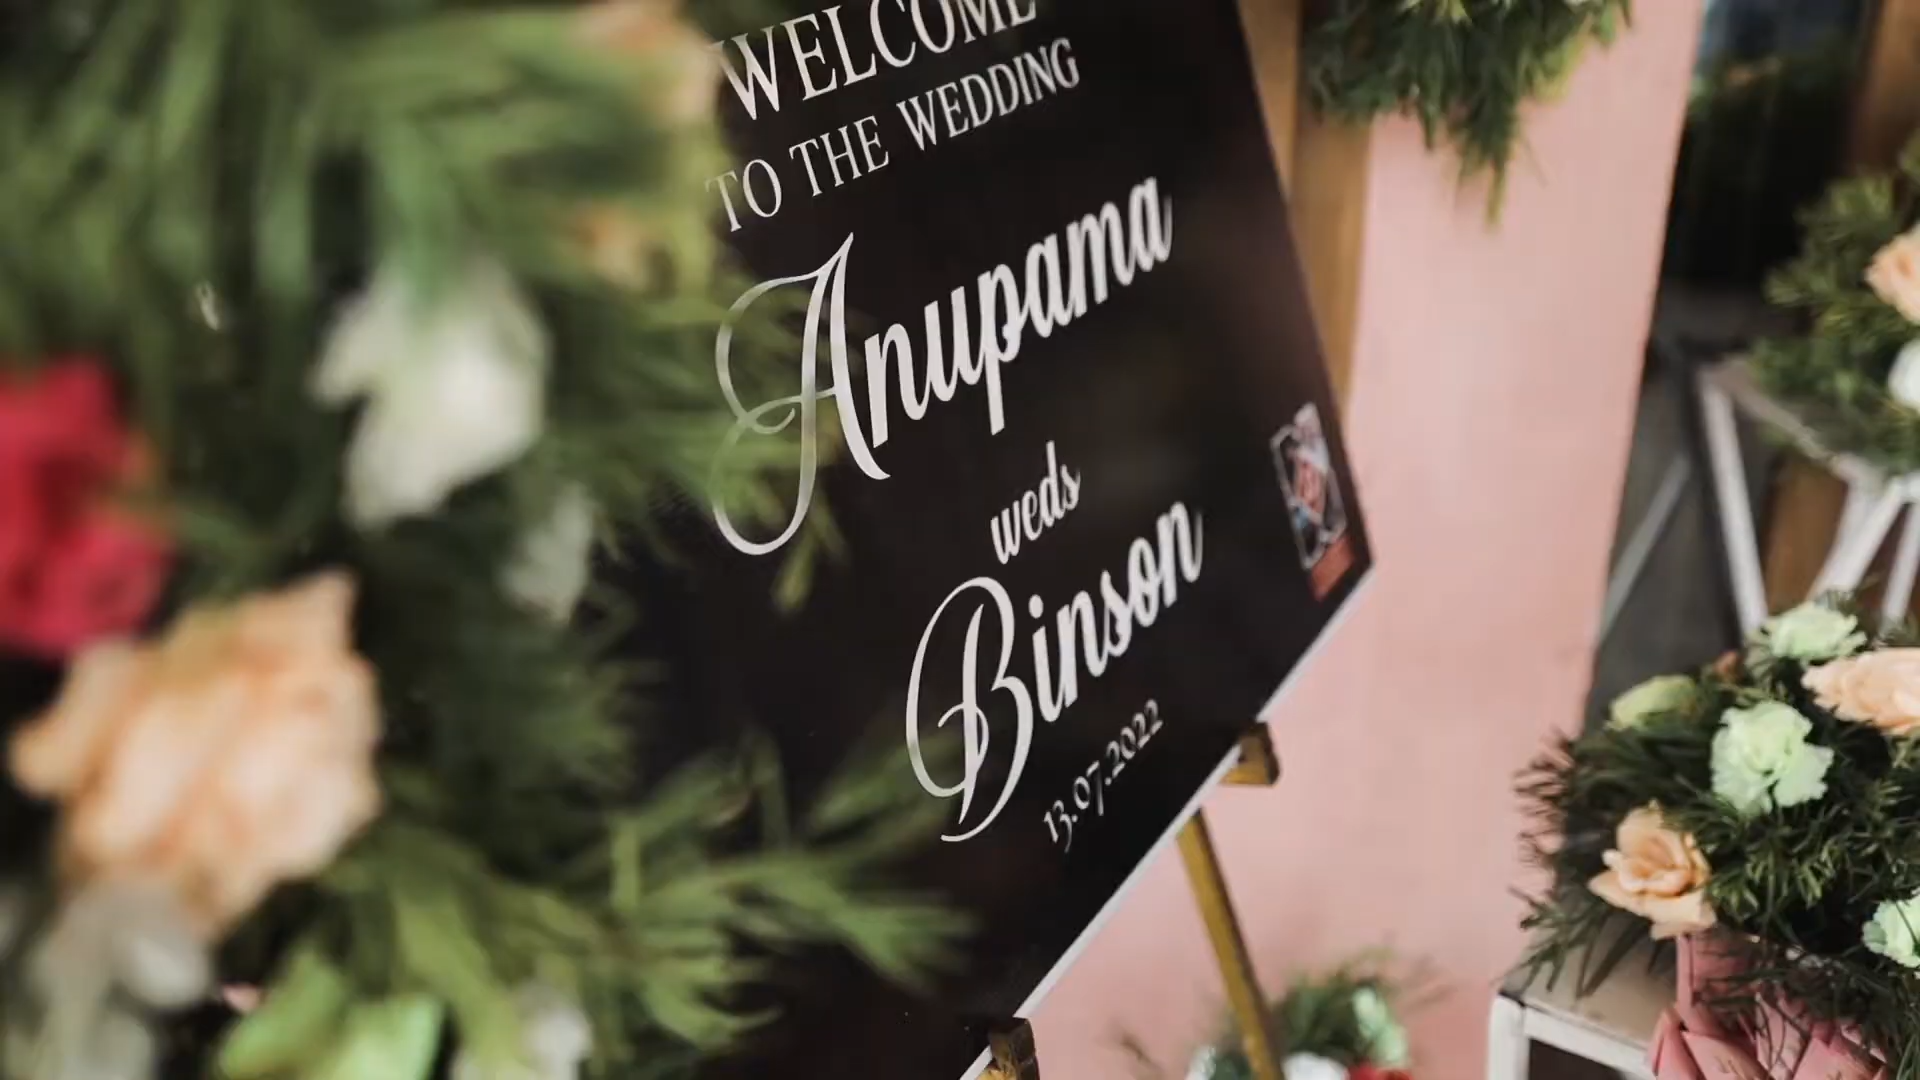 WELCOME
TO THE WEDDING
Anupama
weds
Binson
13.07.2022